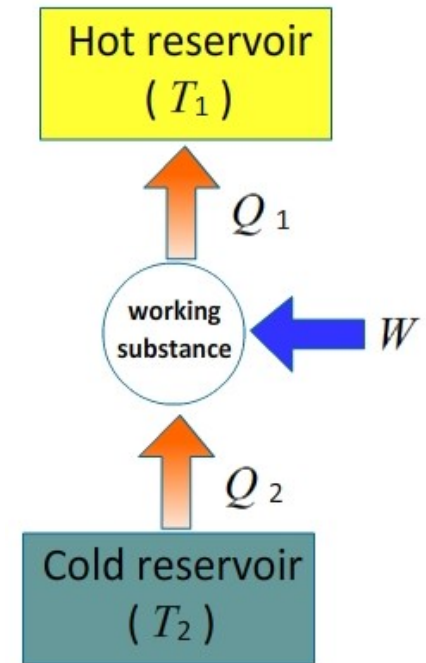 Hot reservoir
( T₁ )
Q ₁
working
substance
W
Q ₂
Cold reservoir
( T₂ )